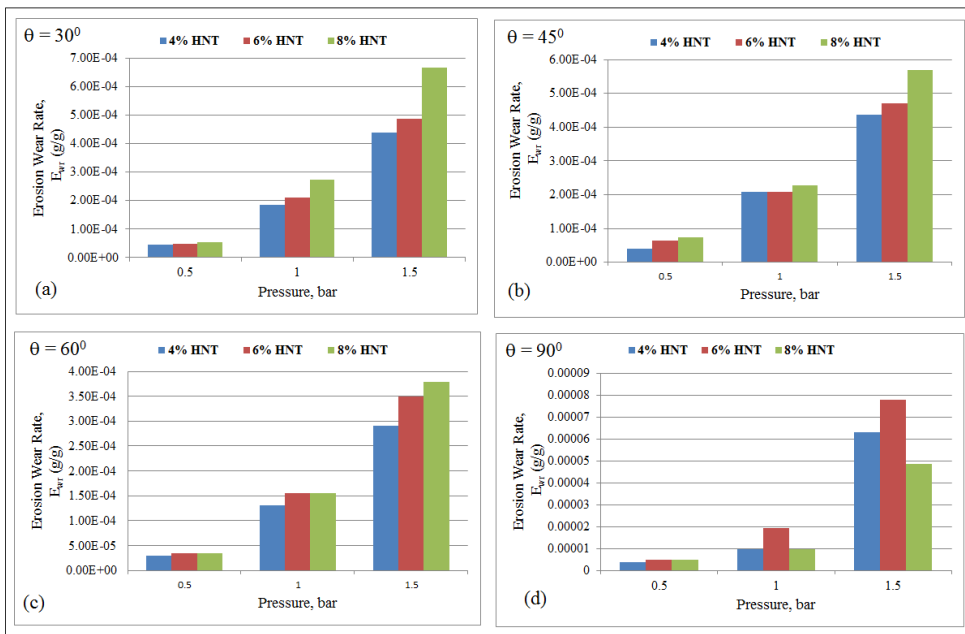 θ = 30⁰
4% HNT 6% HNT 8% HNT
7.00E-04
6.00E-04
5.00E-04
4.00E-04
3.00E-04
2.00E-04
1.00E-04
0.00E+00
Erosion Wear Rate,
Ewr (g/g)
0.5 1 1.5
Pressure, bar
(a)
θ = 45⁰
4% HNT 6% HNT 8% HNT
6.00E-04
5.00E-04
4.00E-04
3.00E-04
2.00E-04
1.00E-04
0.00E+00
Erosion Wear Rate,
Ewr (g/g)
0.5 1 1.5
Pressure, bar
(b)
θ = 60⁰
4% HNT 6% HNT 8% HNT
4.00E-04
3.50E-04
3.00E-04
2.50E-04
2.00E-04
1.50E-04
1.00E-04
5.00E-05
0.00E+00
Erosion Wear Rate,
Ewr (g/g)
0.5 1 1.5
Pressure, bar
(c)
θ = 90⁰
4% HNT 6% HNT 8% HNT
0.00009
0.00008
0.00007
0.00006
0.00005
0.00004
0.00003
0.00002
0.00001
0
Erosion Wear Rate,
Ewr (g/g)
0.5 1 1.5
Pressure, bar
(d)